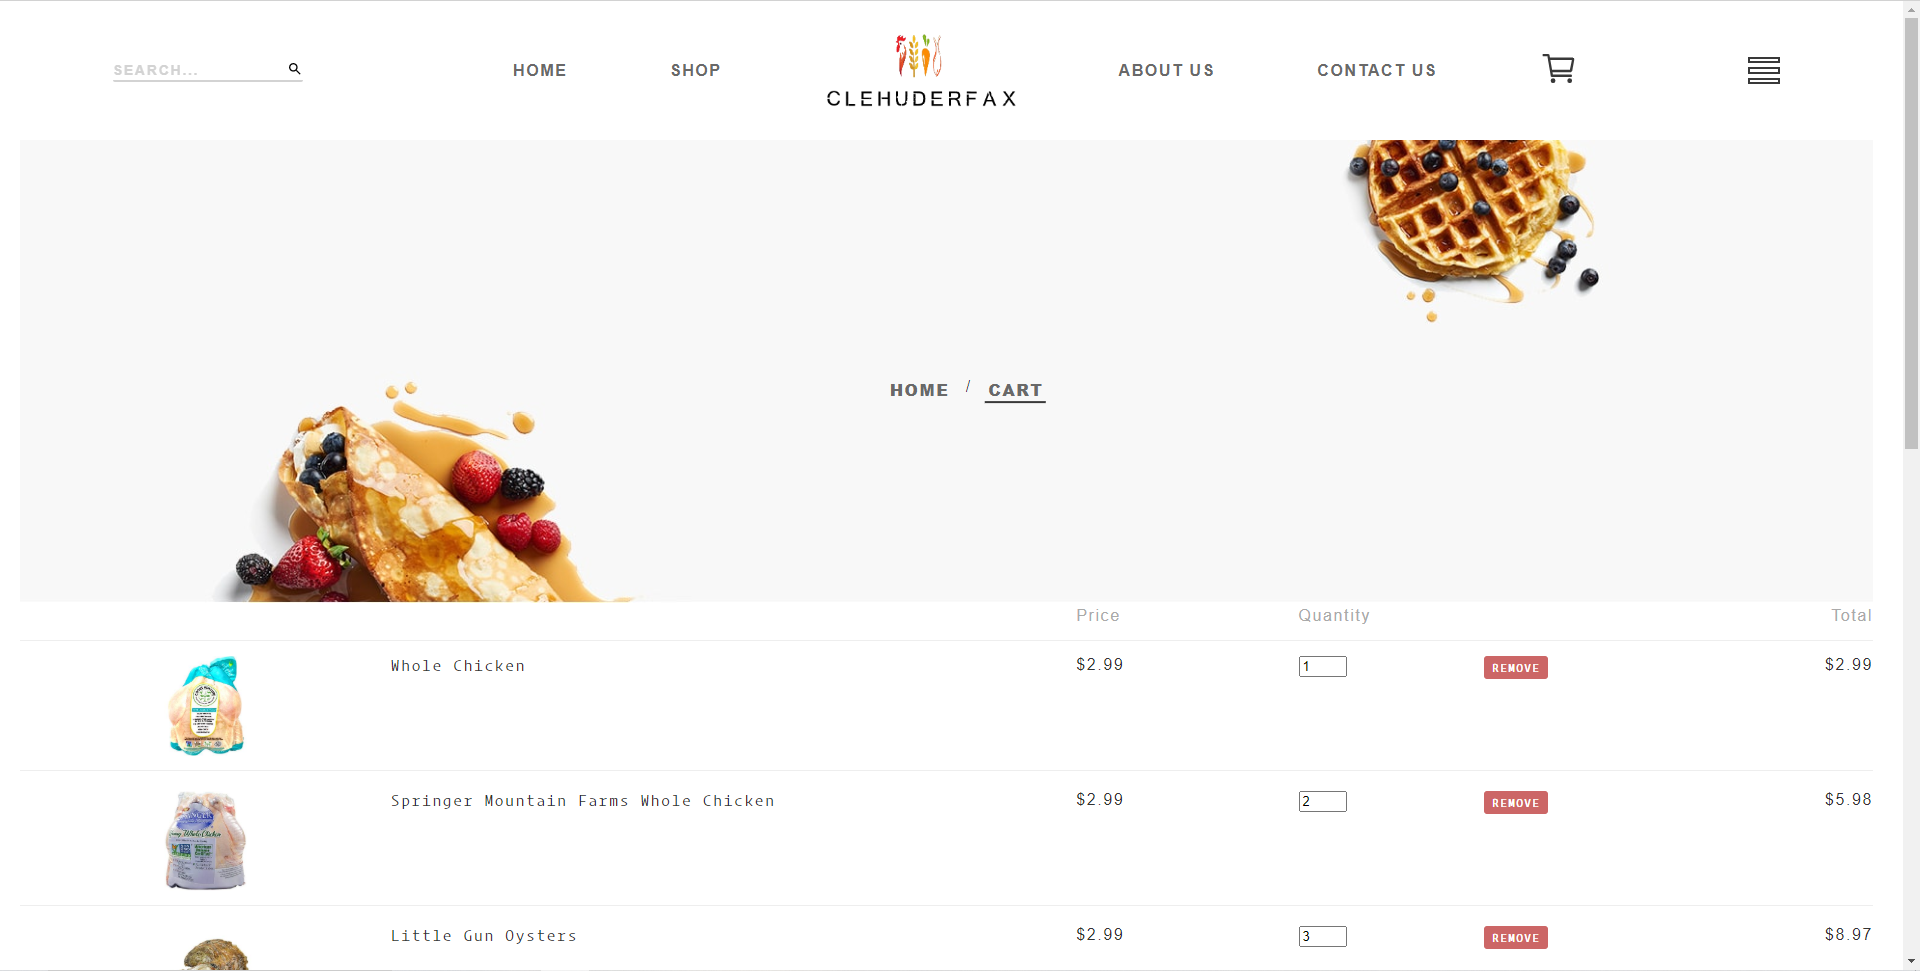 SEARCH...
HOME
SHOP
CLEHUDERFAX
ABOUT US
CONTACT US
HOME / CART
Price Quantity Total
Whole Chicken $2.99 1 REMOVE $2.99
Springer Mountain Farms Whole Chicken $2.99 2 REMOVE $5.98
Little Gun Oysters $2.99 3 REMOVE $8.97